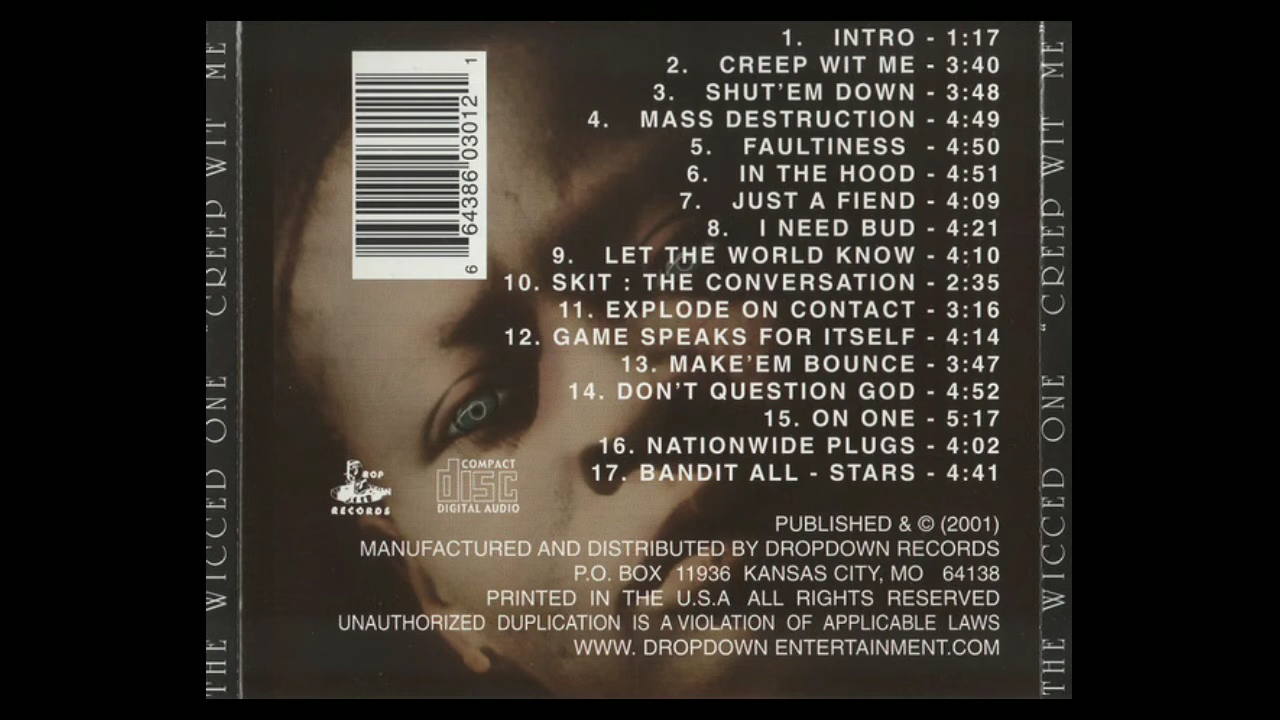 THE WICCED ONE "CREEP WIT ME
1
64386 03012
6
1. INTRO - 1:17
2. CREEP WIT ME - 3:40
3. SHUT'EM DOWN - 3:48
4. MASS DESTRUCTION - 4:49
5. FAULTINESS - 4:50
6. IN THE HOOD - 4:51
7. JUST A FIEND - 4:09
8. I NEED BUD - 4:21
9. LET THE WORLD KNOW - 4:10
10. SKIT : THE CONVERSATION - 2:35
11. EXPLODE ON CONTACT - 3:16
12. GAME SPEAKS FOR ITSELF - 4:14
13. MAKE'EM BOUNCE - 3:47
14. DON'T QUESTION GOD - 4:52
15. ON ONE - 5:17
16. NATIONWIDE PLUGS - 4:02
17. BANDIT ALL - STARS - 4:41
RECORDS
COMPACT
disc
DIGITAL AUDIO
PUBLISHED & © (2001)
MANUFACTURED AND DISTRIBUTED BY DROPDOWN RECORDS
P.O. BOX 11936 KANSAS CITY, MO 64138
PRINTED IN THE U.S.A ALL RIGHTS RESERVED
UNAUTHORIZED DUPLICATION IS A VIOLATION OF APPLICABLE LAWS
WWW. DROPDOWN ENTERTAINMENT.COM
THE WICCED ONE "CREEP WIT ME